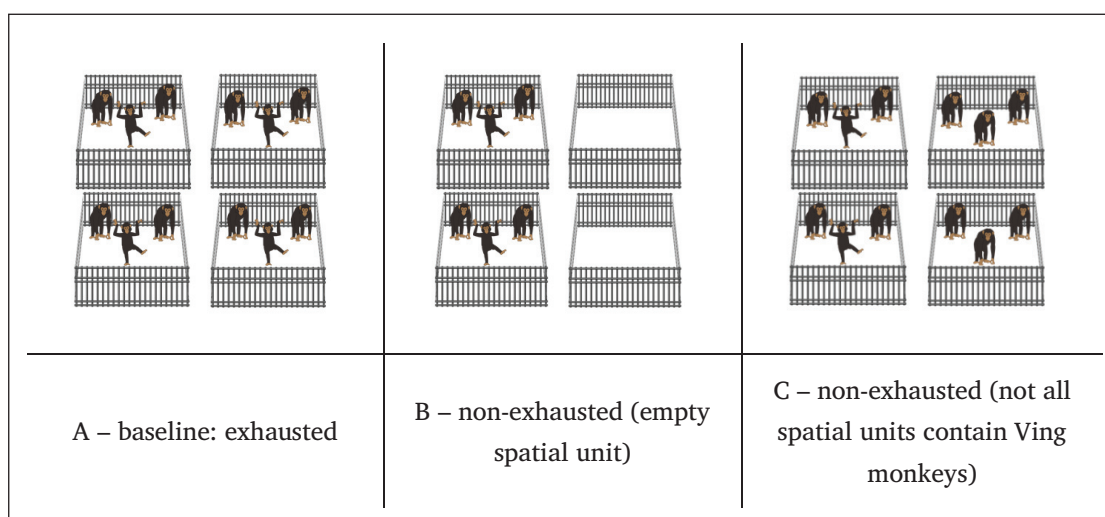 A – baseline: exhausted
B – non-exhausted (empty
spatial unit)
C – non-exhausted (not all
spatial units contain Ving
monkeys)